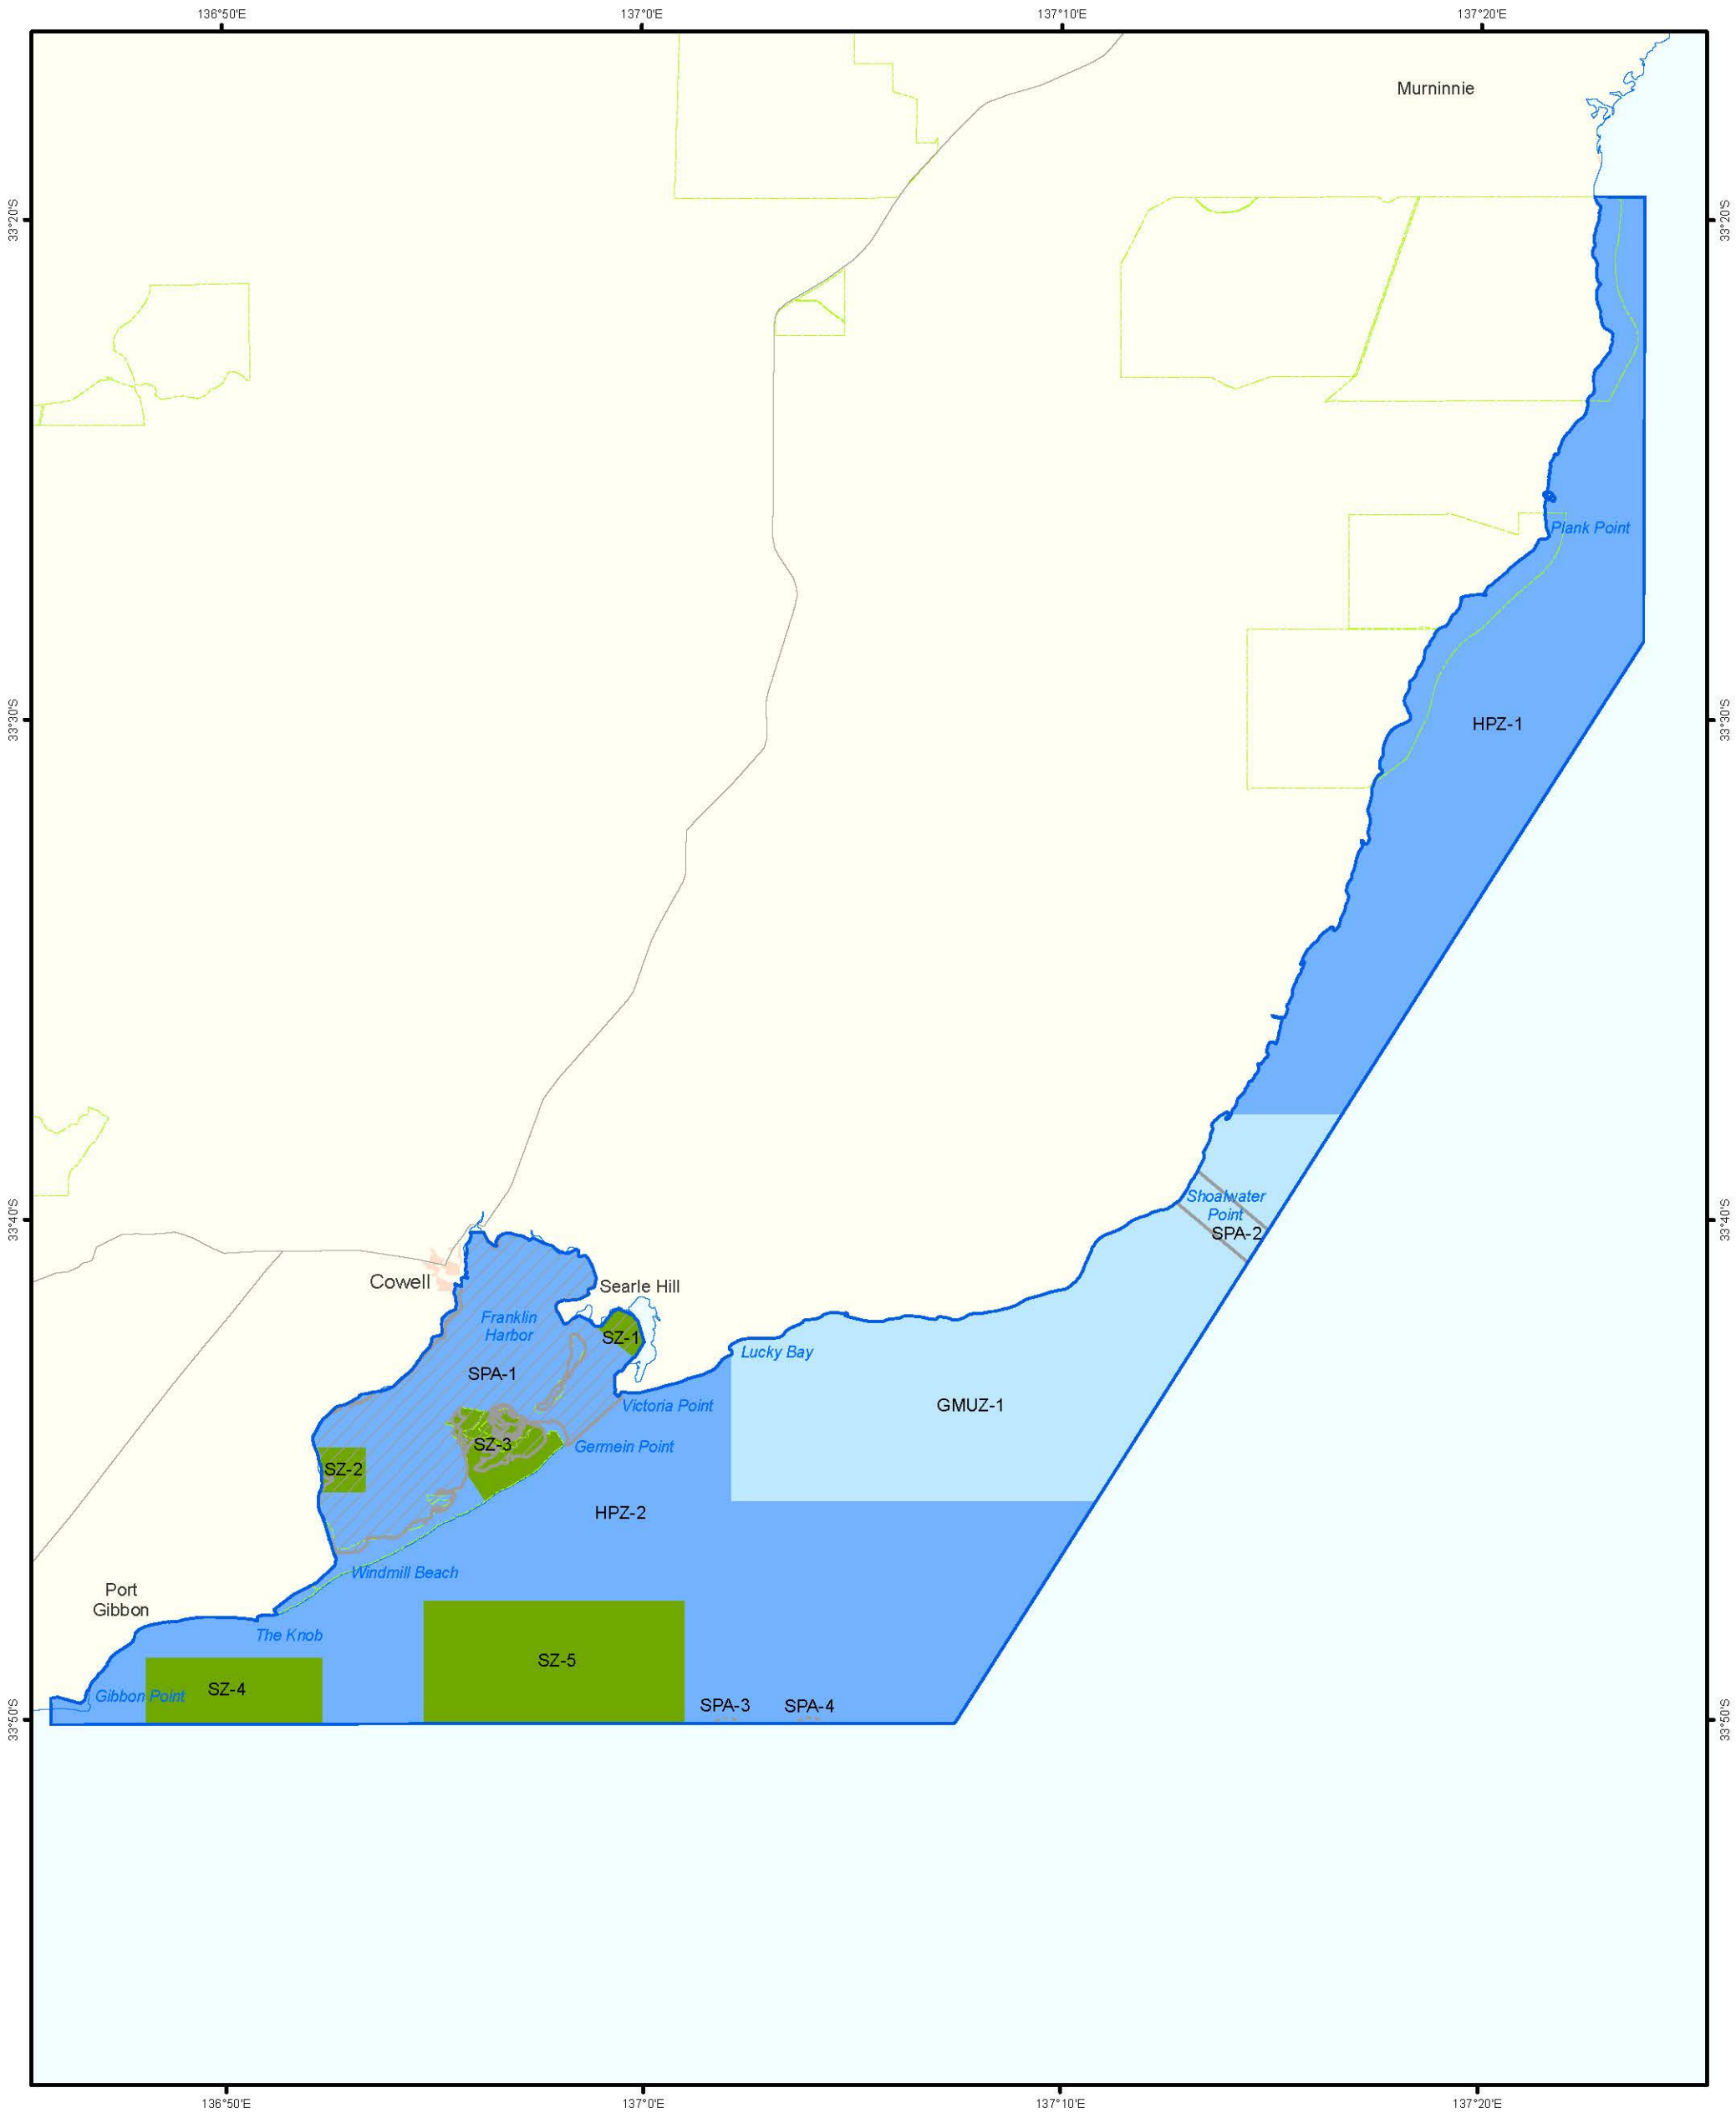 136°50'E
137°0'E
137°10'E
137°20'E
Murninnie
33°20'S
33°20'S
Plank Point
33°30'S
HPZ-1
33°30'S
Shoalwater
Point
33°40'S
SPA-2
33°40'S
Cowell
Searle Hill
Franklin
Harbor
SZ-1
Lucky Bay
SPA-1
Victoria Point
GMUZ-1
SZ-3
Germein Point
SZ-2
HPZ-2
Windmill Beach
Port
Gibbon
The Knob
SZ-5
SZ-4
Gibbon Point
SPA-3
SPA-4
33°50'S
33°50'S
136°50'E
137°0'E
137°10'E
137°20'E